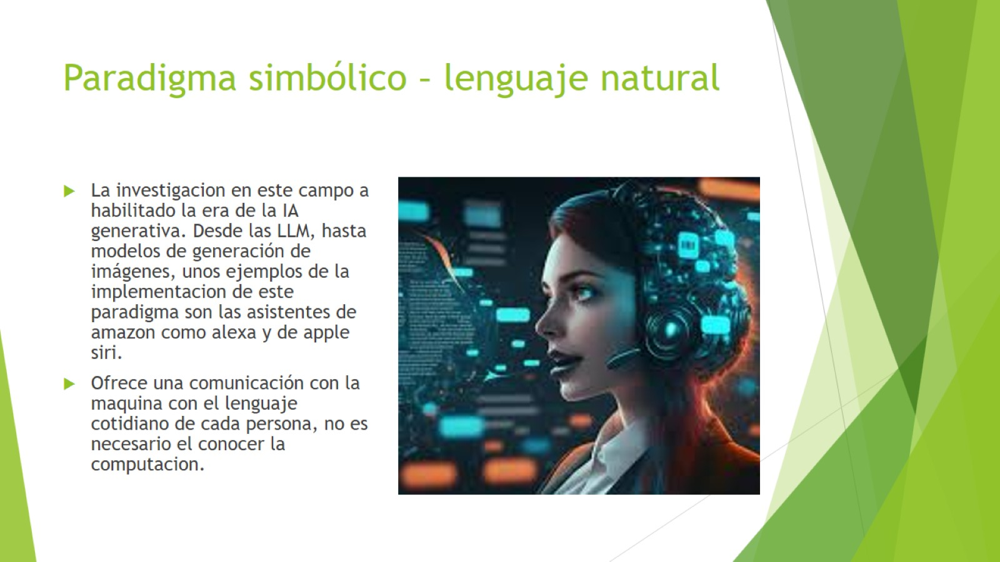 Paradigma simbólico - lenguaje natural
La investigacion en este campo a
habilitado la era de la IA
generativa. Desde las LLM, hasta
modelos de generación de
imágenes, unos ejemplos de la
implementacion de este
paradigma son las asistentes de
amazon como alexa y de apple
siri.
Ofrece una comunicación con la
maquina con el lenguaje
cotidiano de cada persona, no es
necesario el conocer la
computacion.